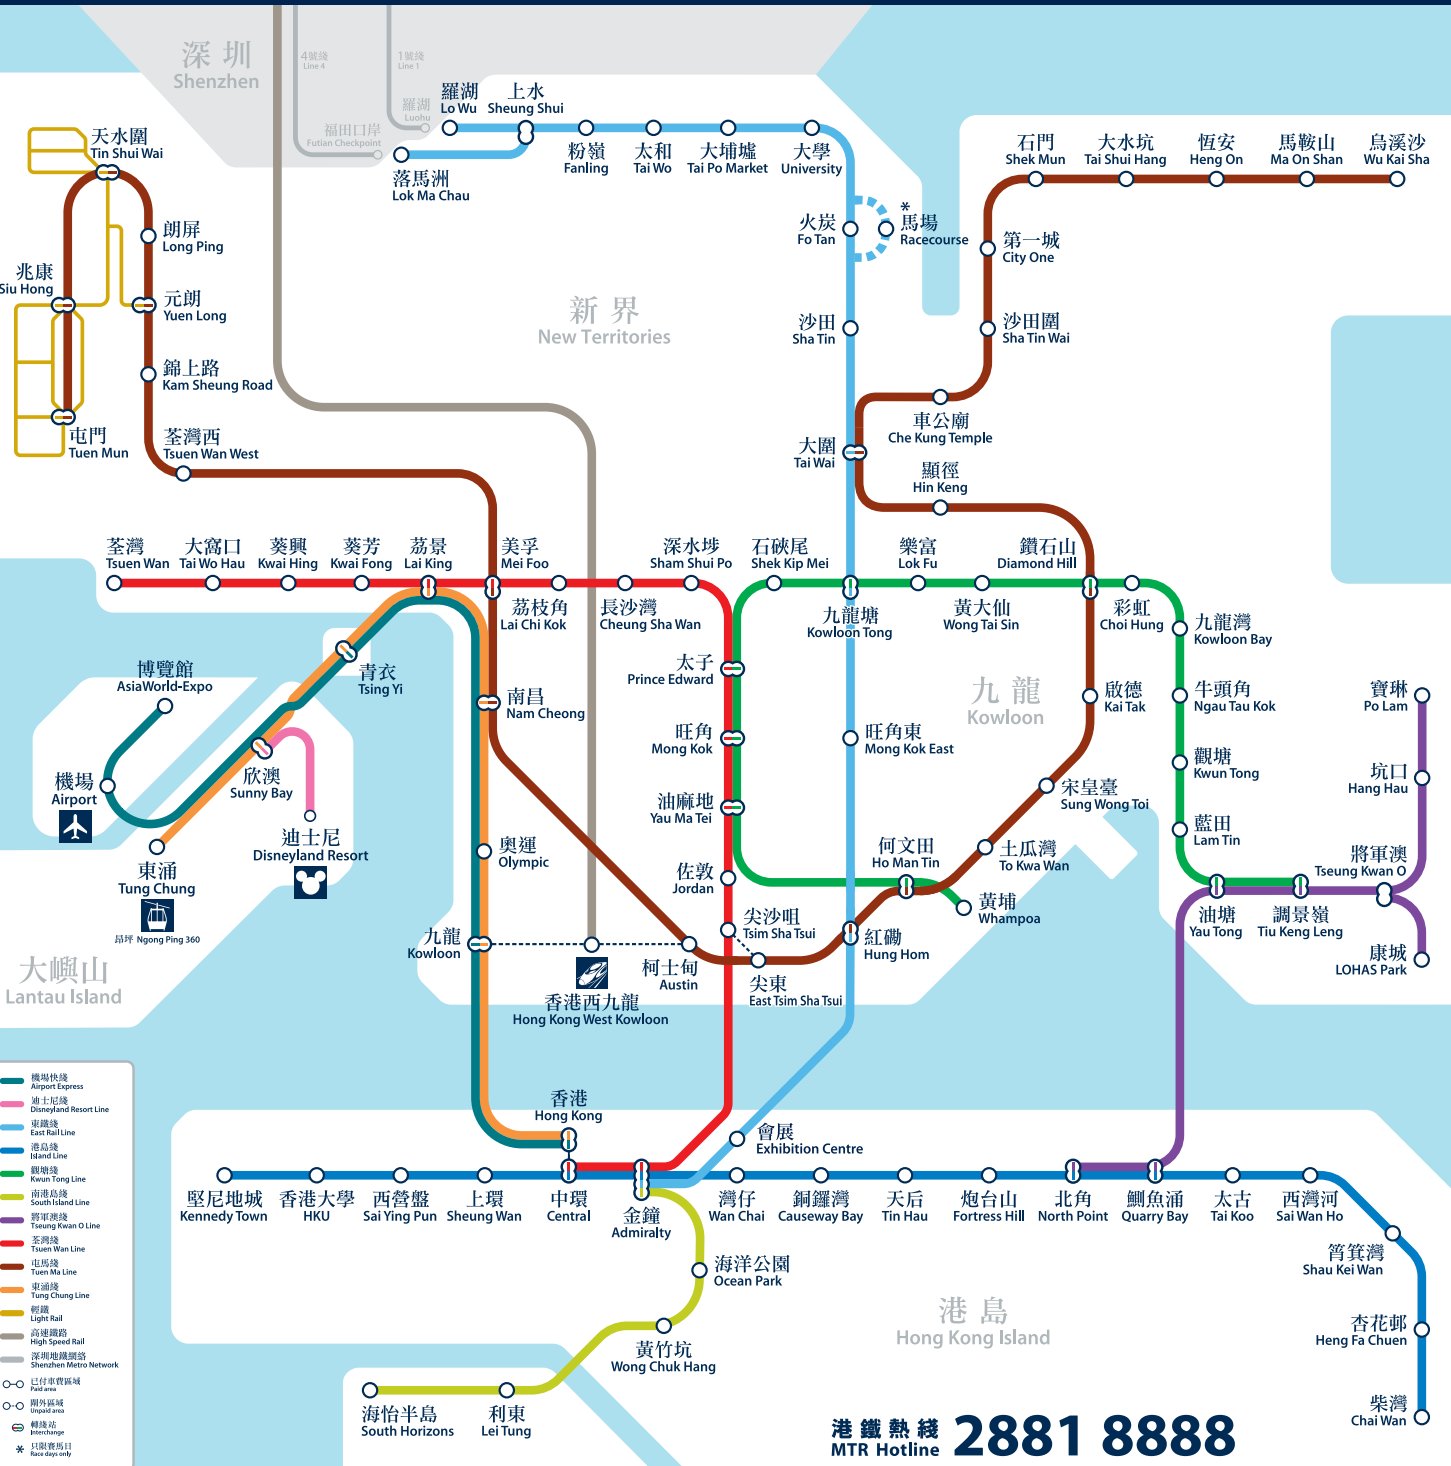 深圳
Shenzhen
4號綫
Line 4
1號綫
Line 1
羅湖
Luohu
福田口岸
Futian Checkpoint
羅湖
Lo Wu
上水
Sheung Shui
落馬洲
Lok Ma Chau
粉嶺
Fanling
太和
Tai Wo
大埔墟
Tai Po Market
大學
University
火炭
Fo Tan
*
馬場
Racecourse
沙田
Sha Tin
大圍
Tai Wai
石門
Shek Mun
大水坑
Tai Shui Hang
恆安
Heng On
馬鞍山
Ma On Shan
烏溪沙
Wu Kai Sha
第一城
City One
沙田圍
Sha Tin Wai
車公廟
Che Kung Temple
顯徑
Hin Keng
天水圍
Tin Shui Wai
朗屏
Long Ping
兆康
Siu Hong
元朗
Yuen Long
錦上路
Kam Sheung Road
屯門
Tuen Mun
荃灣西
Tsuen Wan West
新界
New Territories
荃灣
Tsuen Wan
大窩口
Tai Wo Hau
葵興
Kwai Hing
葵芳
Kwai Fong
荔景
Lai King
美孚
Mei Foo
荔枝角
Lai Chi Kok
長沙灣
Cheung Sha Wan
深水埗
Sham Shui Po
石硤尾
Shek Kip Mei
九龍塘
Kowloon Tong
樂富
Lok Fu
黃大仙
Wong Tai Sin
鑽石山
Diamond Hill
彩虹
Choi Hung
九龍灣
Kowloon Bay
牛頭角
Ngau Tau Kok
觀塘
Kwun Tong
藍田
Lam Tin
油塘
Yau Tong
調景嶺
Tiu Keng Leng
將軍澳
Tseung Kwan O
寶琳
Po Lam
坑口
Hang Hau
康城
LOHAS Park
九龍
Kowloon
啟德
Kai Tak
宋皇臺
Sung Wong Toi
土瓜灣
To Kwa Wan
何文田
Ho Man Tin
黃埔
Whampoa
紅磡
Hung Hom
旺角東
Mong Kok East
太子
Prince Edward
旺角
Mong Kok
油麻地
Yau Ma Tei
佐敦
Jordan
尖沙咀
Tsim Sha Tsui
尖東
East Tsim Sha Tsui
柯士甸
Austin
香港西九龍
Hong Kong West Kowloon
九龍
Kowloon
奧運
Olympic
南昌
Nam Cheong
青衣
Tsing Yi
博覽館
AsiaWorld-Expo
機場
Airport
欣澳
Sunny Bay
迪士尼
Disneyland Resort
東涌
Tung Chung
昂坪 Ngong Ping 360
大嶼山
Lantau Island
香港
Hong Kong
會展
Exhibition Centre
堅尼地城
Kennedy Town
香港大學
HKU
西營盤
Sai Ying Pun
上環
Sheung Wan
中環
Central
金鐘
Admiralty
灣仔
Wan Chai
銅鑼灣
Causeway Bay
天后
Tin Hau
炮台山
Fortress Hill
北角
North Point
鰂魚涌
Quarry Bay
太古
Tai Koo
西灣河
Sai Wan Ho
筲箕灣
Shau Kei Wan
杏花邨
Heng Fa Chuen
柴灣
Chai Wan
海洋公園
Ocean Park
黃竹坑
Wong Chuk Hang
利東
Lei Tung
海怡半島
South Horizons
港島
Hong Kong Island
機場快綫
Airport Express
迪士尼綫
Disneyland Resort Line
東鐵綫
East Rail Line
港島綫
Island Line
觀塘綫
Kwun Tong Line
南港島綫
South Island Line
將軍澳綫
Tseung Kwan O Line
荃灣綫
Tsuen Wan Line
屯馬綫
Tuen Ma Line
東涌綫
Tung Chung Line
輕鐵
Light Rail
高速鐵路
High Speed Rail
深圳地鐵網絡
Shenzhen Metro Network
已付車費區域
Paid area
閘外區域
Unpaid area
轉綫站
Interchange
* 只限賽馬日
Race days only
港鐵熱綫
MTR Hotline
2881 8888